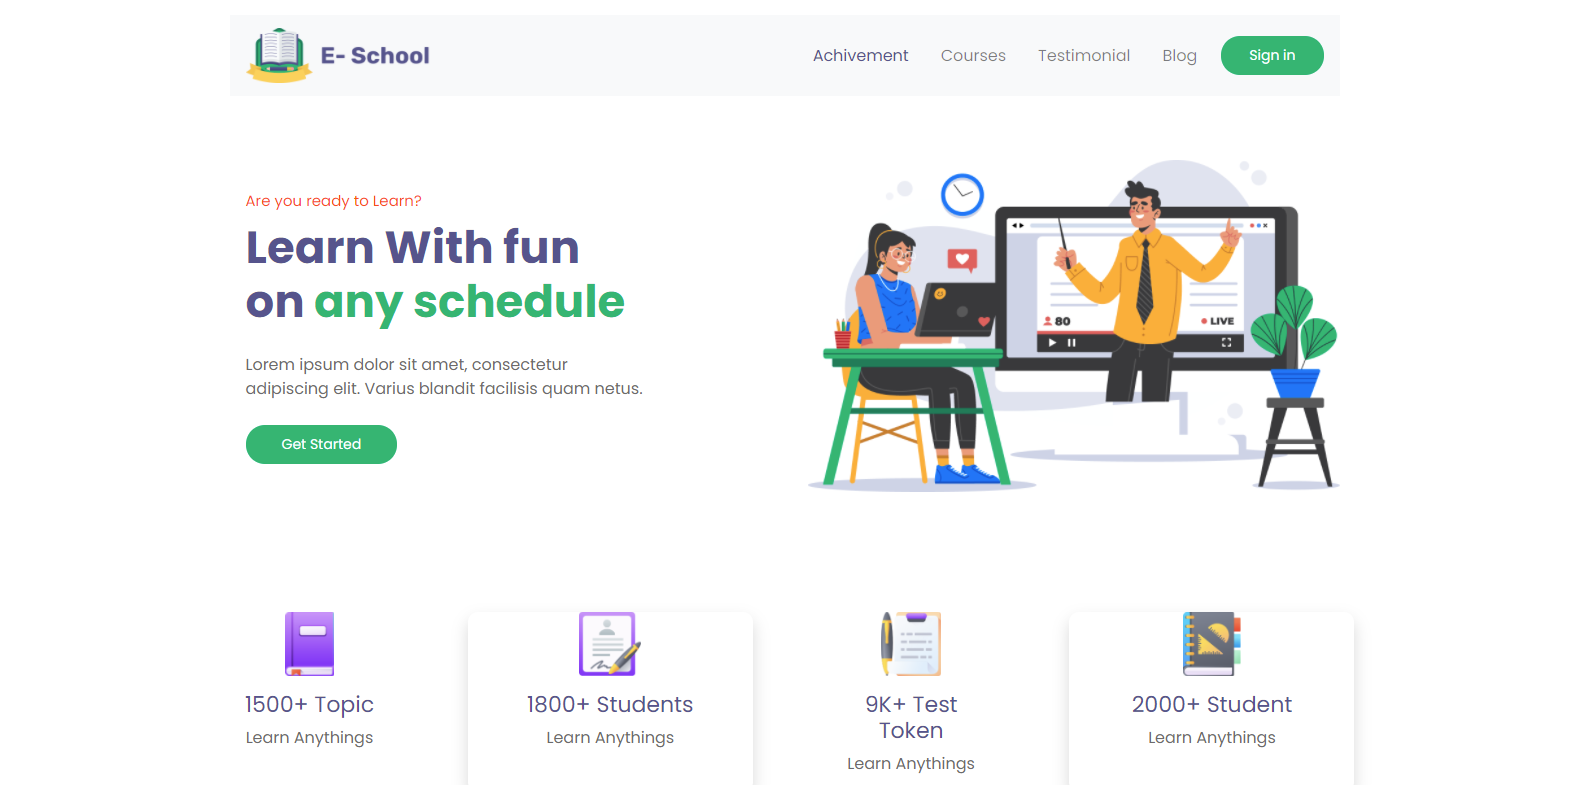 E- School
Achivement Courses Testimonial Blog Sign in
Are you ready to Learn?
Learn With fun
on any schedule
Lorem ipsum dolor sit amet, consectetur
adipiscing elit. Varius blandit facilisis quam netus.
Get Started
80 LIVE
1500+ Topic
Learn Anythings
1800+ Students
Learn Anythings
9K+ Test
Token
Learn Anythings
2000+ Student
Learn Anythings